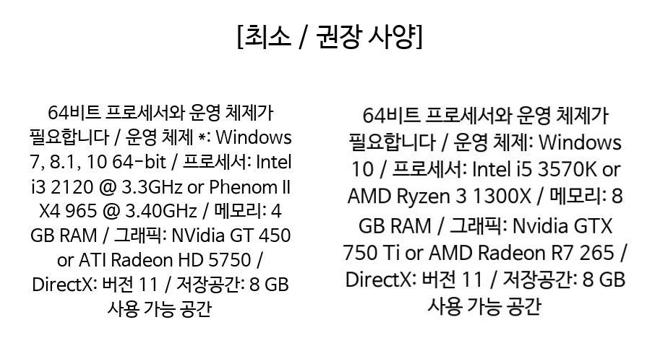 [최소 / 권장 사양]
64비트 프로세서와 운영 체제가
필요합니다 / 운영 체제 *: Windows
7, 8.1, 10 64-bit / 프로세서: Intel
i3 2120 @ 3.3GHz or Phenom II
X4 965 @ 3.40GHz / 메모리: 4
GB RAM / 그래픽: NVidia GT 450
or ATI Radeon HD 5750 /
DirectX: 버전 11 / 저장공간: 8 GB
사용 가능 공간
64비트 프로세서와 운영 체제가
필요합니다 / 운영 체제: Windows
10 / 프로세서: Intel i5 3570K or
AMD Ryzen 3 1300X / 메모리: 8
GB RAM / 그래픽: Nvidia GTX
750 Ti or AMD Radeon R7 265 /
DirectX: 버전 11 / 저장공간: 8 GB
사용 가능 공간